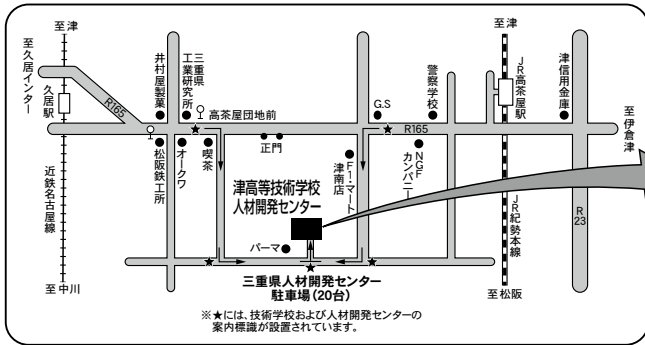 至津
至久居インター
久居駅
R165
井村屋製菓
三重県
工業研究所
高茶屋団地前
至津
G.S
警察学校
JR高茶屋駅
津信用金庫
至伊倉津
R165
松阪鉄工所
オークワ
喫茶
正門
F1・マート
津南店
NGF
カンパニー
近鉄名古屋線
津高等技術学校
人材開発センター
パーマ
JR紀勢本線
R
23
至中川
三重県人材開発センター
駐車場(20台)
至松阪
※★には、技術学校および人材開発センターの
案内標識が設置されています。